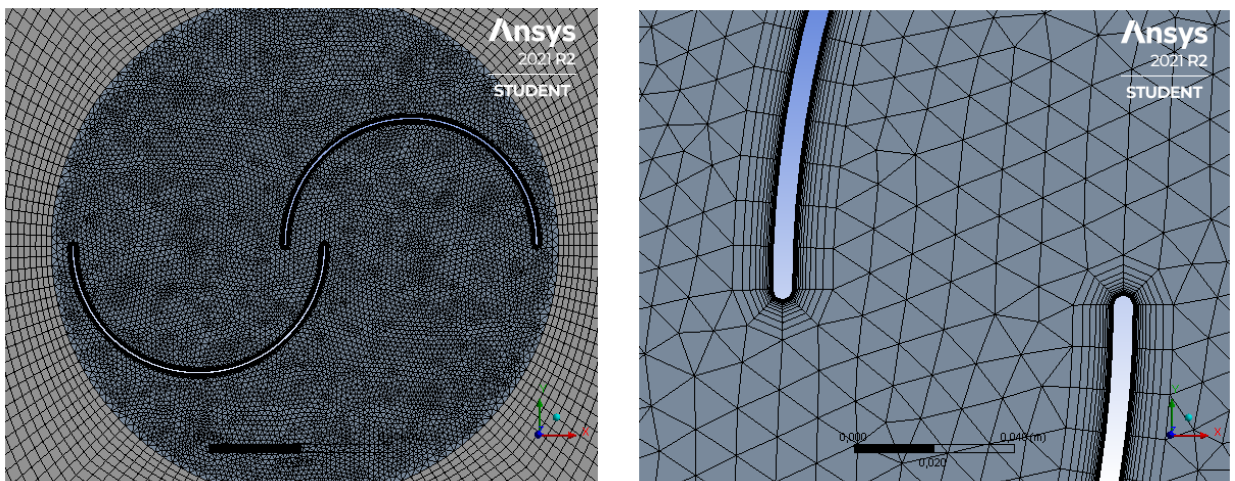 Ansys
2021 R2
STUDENT
Y
X
Ansys
2021 R2
STUDENT
0,000
0,040 (m)
0,020
X